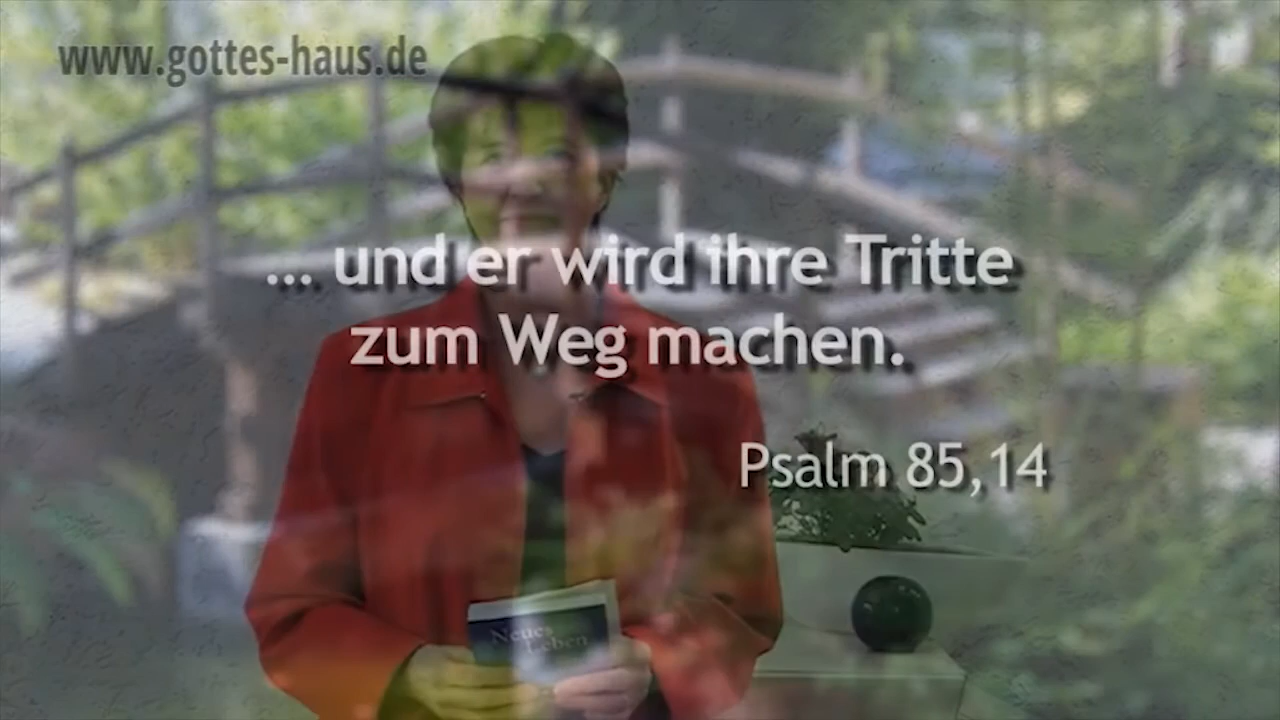 www.gottes-haus.de
... und er wird ihre Tritte
zum Weg machen.
Psalm 85,14
Neues
Leben